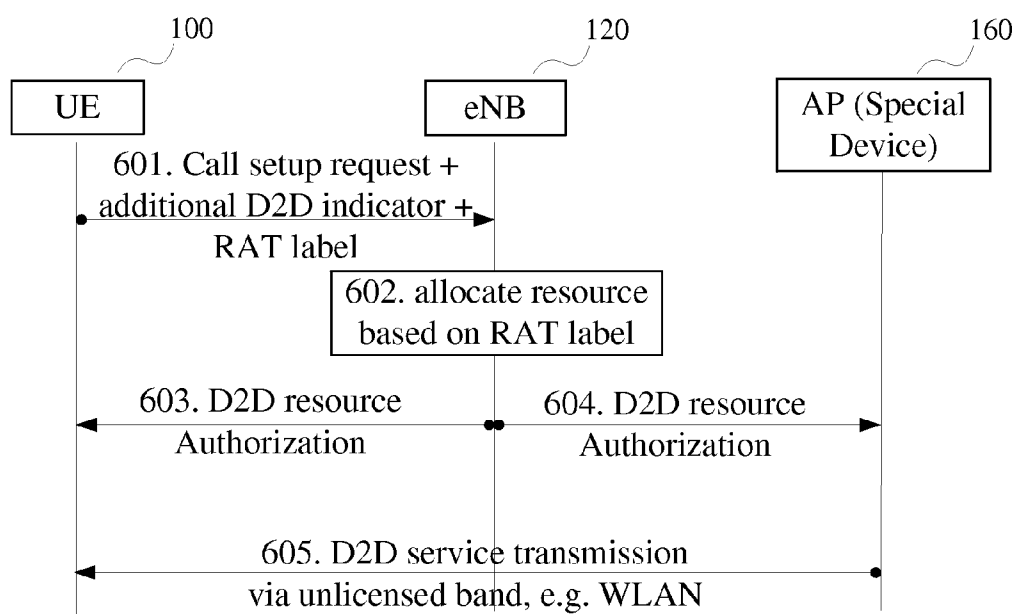 100
120
160
UE
eNB
AP (Special
Device)
601. Call setup request +
additional D2D indicator +
RAT label
602. allocate resource
based on RAT label
603. D2D resource
Authorization
604. D2D resource
Authorization
605. D2D service transmission
via unlicensed band, e.g. WLAN